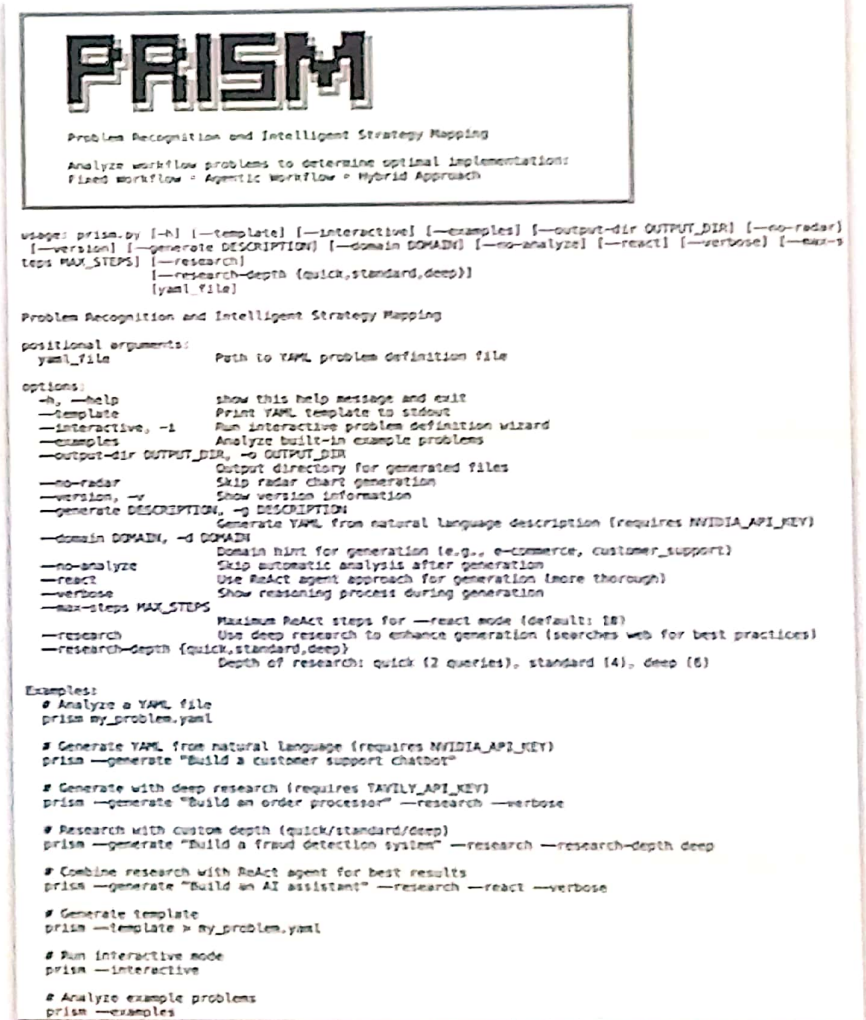 PRISM
Problem Recognition and Intelligent Strategy Mapping
Analyze workflow problems to determine optimal implementation:
Fixed Workflow • Agentic Workflow • Hybrid Approach
usage: prism.py [-h] [--template] [--interactive] [--examples] [--output-dir OUTPUT_DIR] [--no-radar]
[--version] [--generate DESCRIPTION] [--domain DOMAIN] [--no-analyze] [--react] [--verbose] [--max-s
teps MAX_STEPS] [--research]
[--research-depth {quick,standard,deep}]
[yaml_file]
Problem Recognition and Intelligent Strategy Mapping
positional arguments:
yaml_file Path to YAML problem definition file
options:
-h, --help show this help message and exit
--template Print YAML template to stdout
--interactive, -i Run interactive problem definition wizard
--examples Analyze built-in example problems
--output-dir OUTPUT_DIR, -o OUTPUT_DIR
Output directory for generated files
--no-radar Skip radar chart generation
--version, -v Show version information
--generate DESCRIPTION, -g DESCRIPTION
Generate YAML from natural language description (requires NVIDIA_API_KEY)
--domain DOMAIN, -d DOMAIN
Domain hint for generation (e.g., e-commerce, customer_support)
--no-analyze Skip automatic analysis after generation
--react Use ReAct agent approach for generation (more thorough)
--verbose Show reasoning process during generation
--max-steps MAX_STEPS
Maximum ReAct steps for --react mode (default: 10)
--research Use deep research to enhance generation (searches web for best practices)
--research-depth {quick,standard,deep}
Depth of research: quick (2 queries), standard (4), deep (6)
Examples:
# Analyze a YAML file
prism my_problem.yaml
# Generate YAML from natural language (requires NVIDIA_API_KEY)
prism --generate "Build a customer support chatbot"
# Generate with deep research (requires TAVILY_API_KEY)
prism --generate "Build an order processor" --research --verbose
# Research with custom depth (quick/standard/deep)
prism --generate "Build a fraud detection system" --research --research-depth deep
# Combine research with ReAct agent for best results
prism --generate "Build an AI assistant" --research --react --verbose
# Generate template
prism --template > my_problem.yaml
# Run interactive mode
prism --interactive
# Analyze example problems
prism --examples